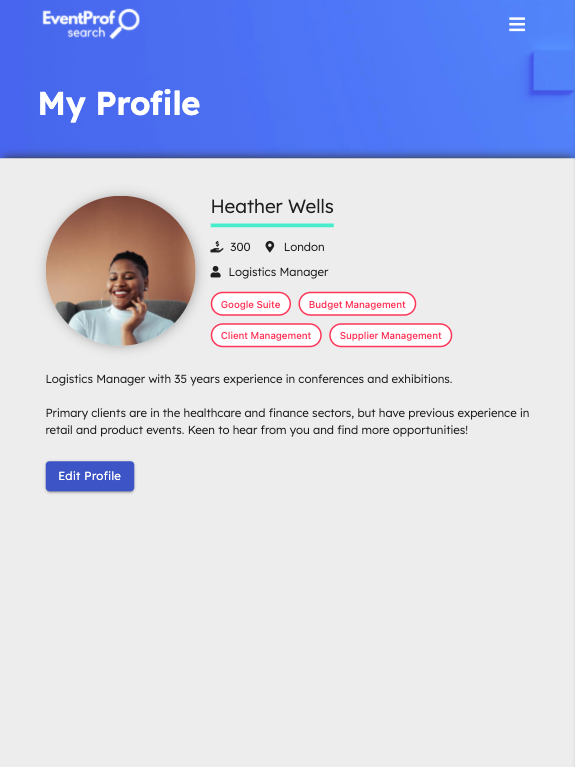 EventProf
search
My Profile
Heather Wells
300 London
Logistics Manager
Google Suite Budget Management
Client Management Supplier Management
Logistics Manager with 35 years experience in conferences and exhibitions.
Primary clients are in the healthcare and finance sectors, but have previous experience in
retail and product events. Keen to hear from you and find more opportunities!
Edit Profile